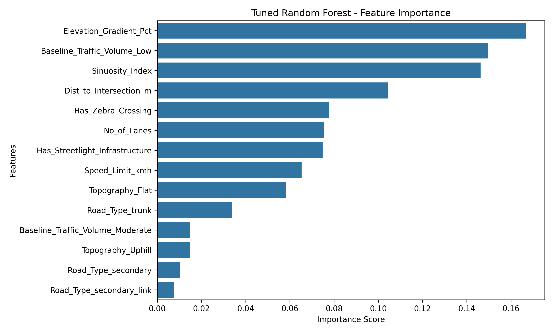 Tuned Random Forest - Feature Importance
Elevation_Gradient_Pct
Baseline_Traffic_Volume_Low
Sinuosity_Index
Dist_to_Intersection_m
Has_Zebra_Crossing
No_of_Lanes
Has_Streetlight_Infrastructure
Speed_Limit_kmh
Topography_Flat
Road_Type_trunk
Baseline_Traffic_Volume_Moderate
Topography_Uphill
Road_Type_secondary
Road_Type_secondary_link
Features
0.00 0.02 0.04 0.06 0.08 0.10 0.12 0.14 0.16
Importance Score